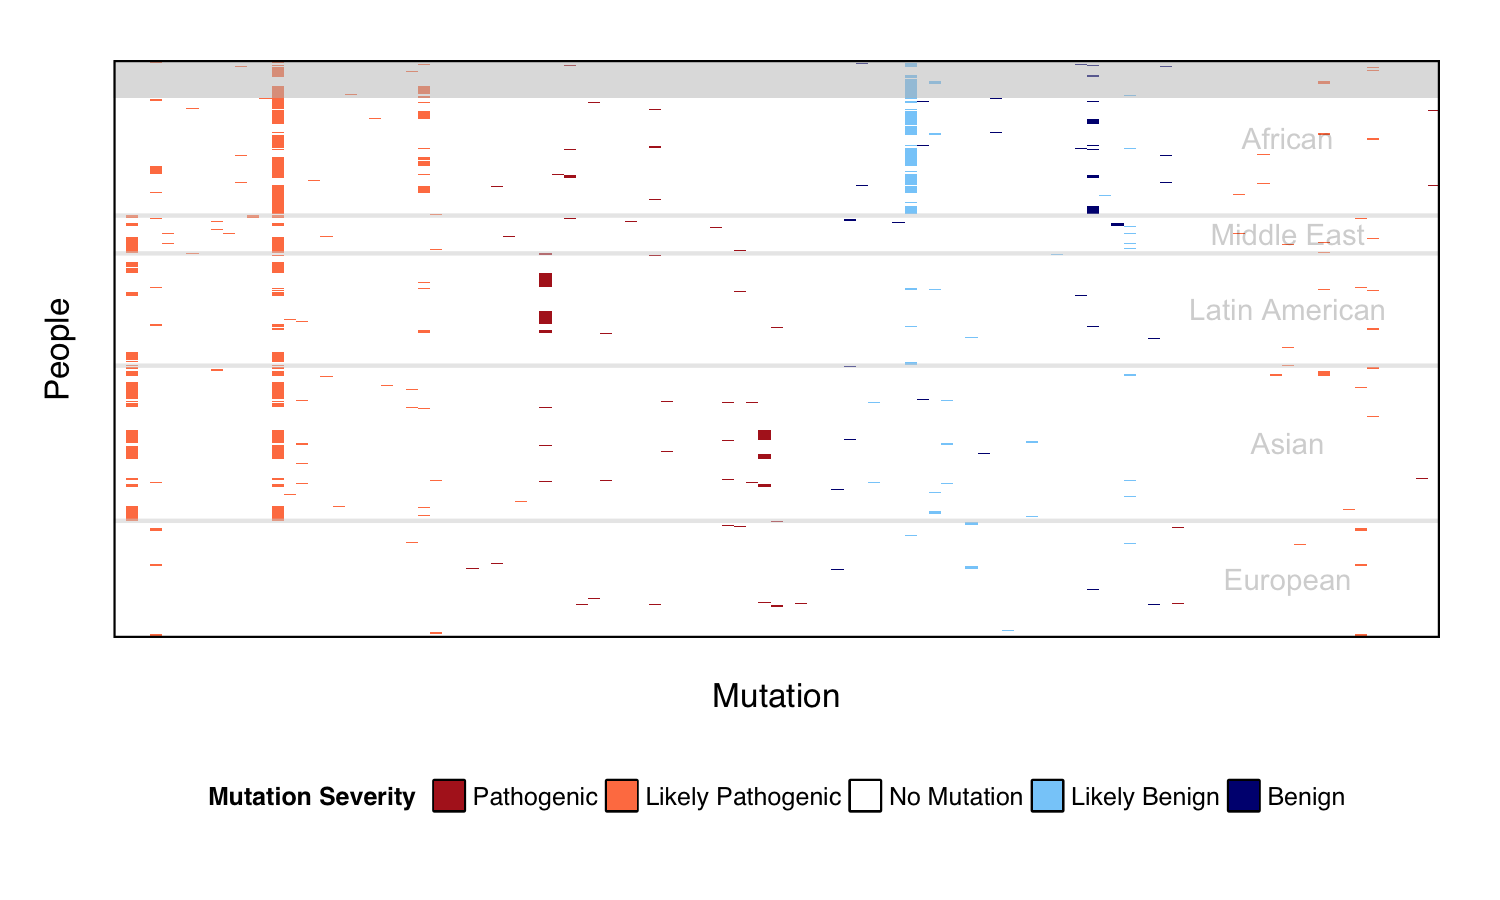 African
Middle East
Latin American
Asian
European
People
Mutation
Mutation Severity Pathogenic Likely Pathogenic No Mutation Likely Benign Benign